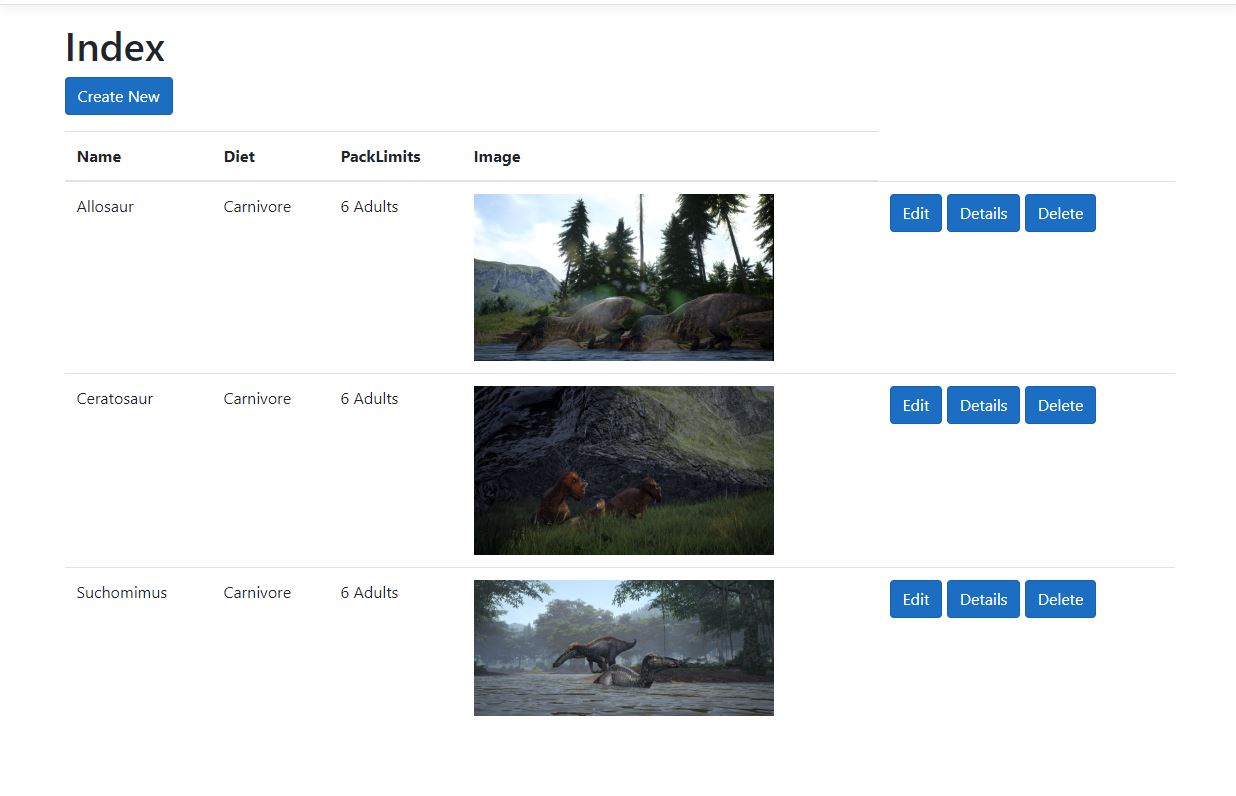 Index
Create New
Name Diet PackLimits Image
Allosaur Carnivore 6 Adults Edit Details Delete
Ceratosaur Carnivore 6 Adults Edit Details Delete
Suchomimus Carnivore 6 Adults Edit Details Delete